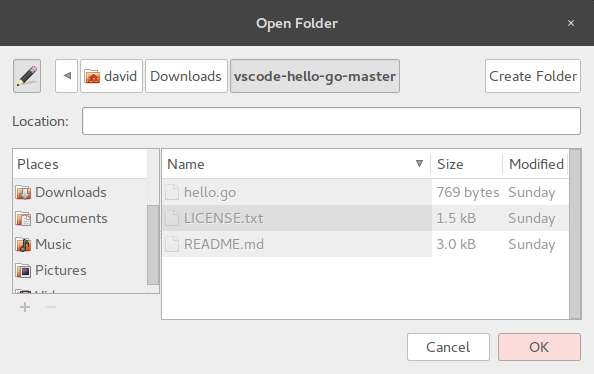 Open Folder
david Downloads vscode-hello-go-master Create Folder
Location:
Places Name Size Modified
Downloads hello.go 769 bytes Sunday
Documents LICENSE.txt 1.5 kB Sunday
Music README.md 3.0 kB Sunday
Pictures
Cancel OK